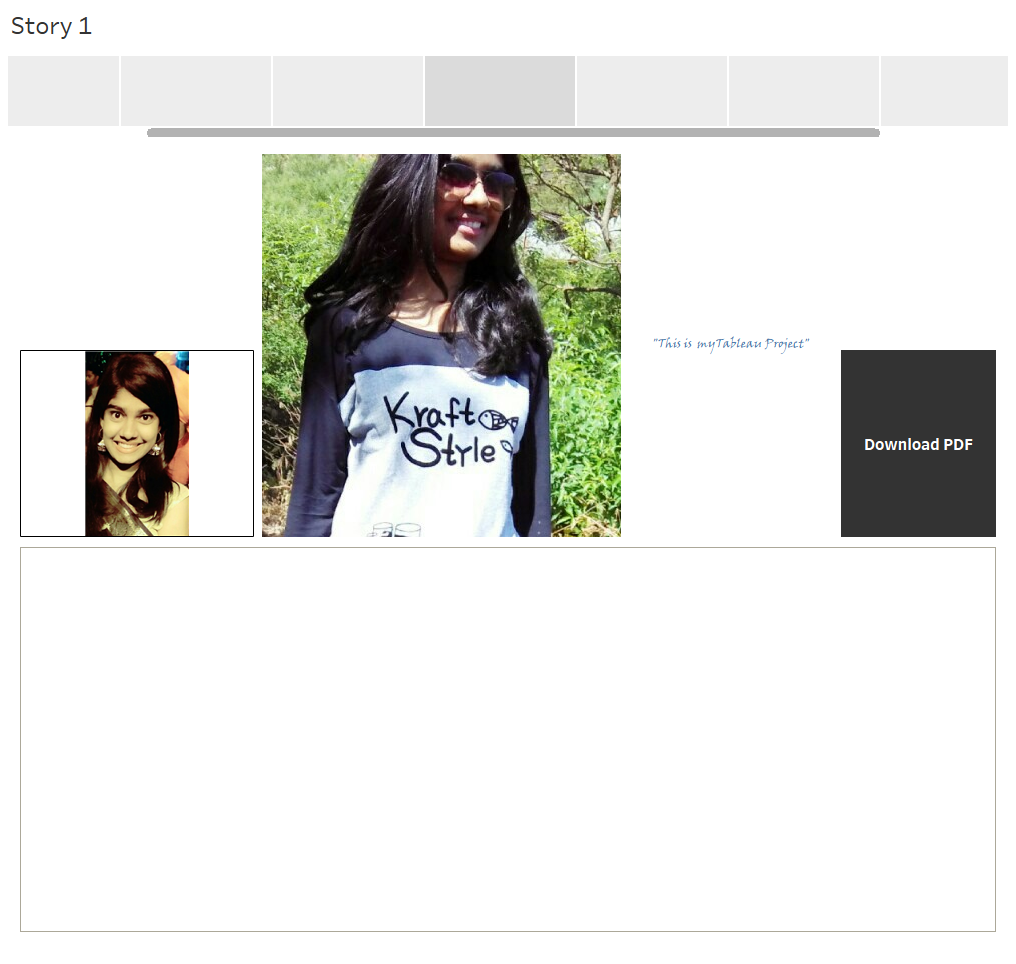 Story 1
Kraft
Style
"This is myTableau Project"
Download PDF